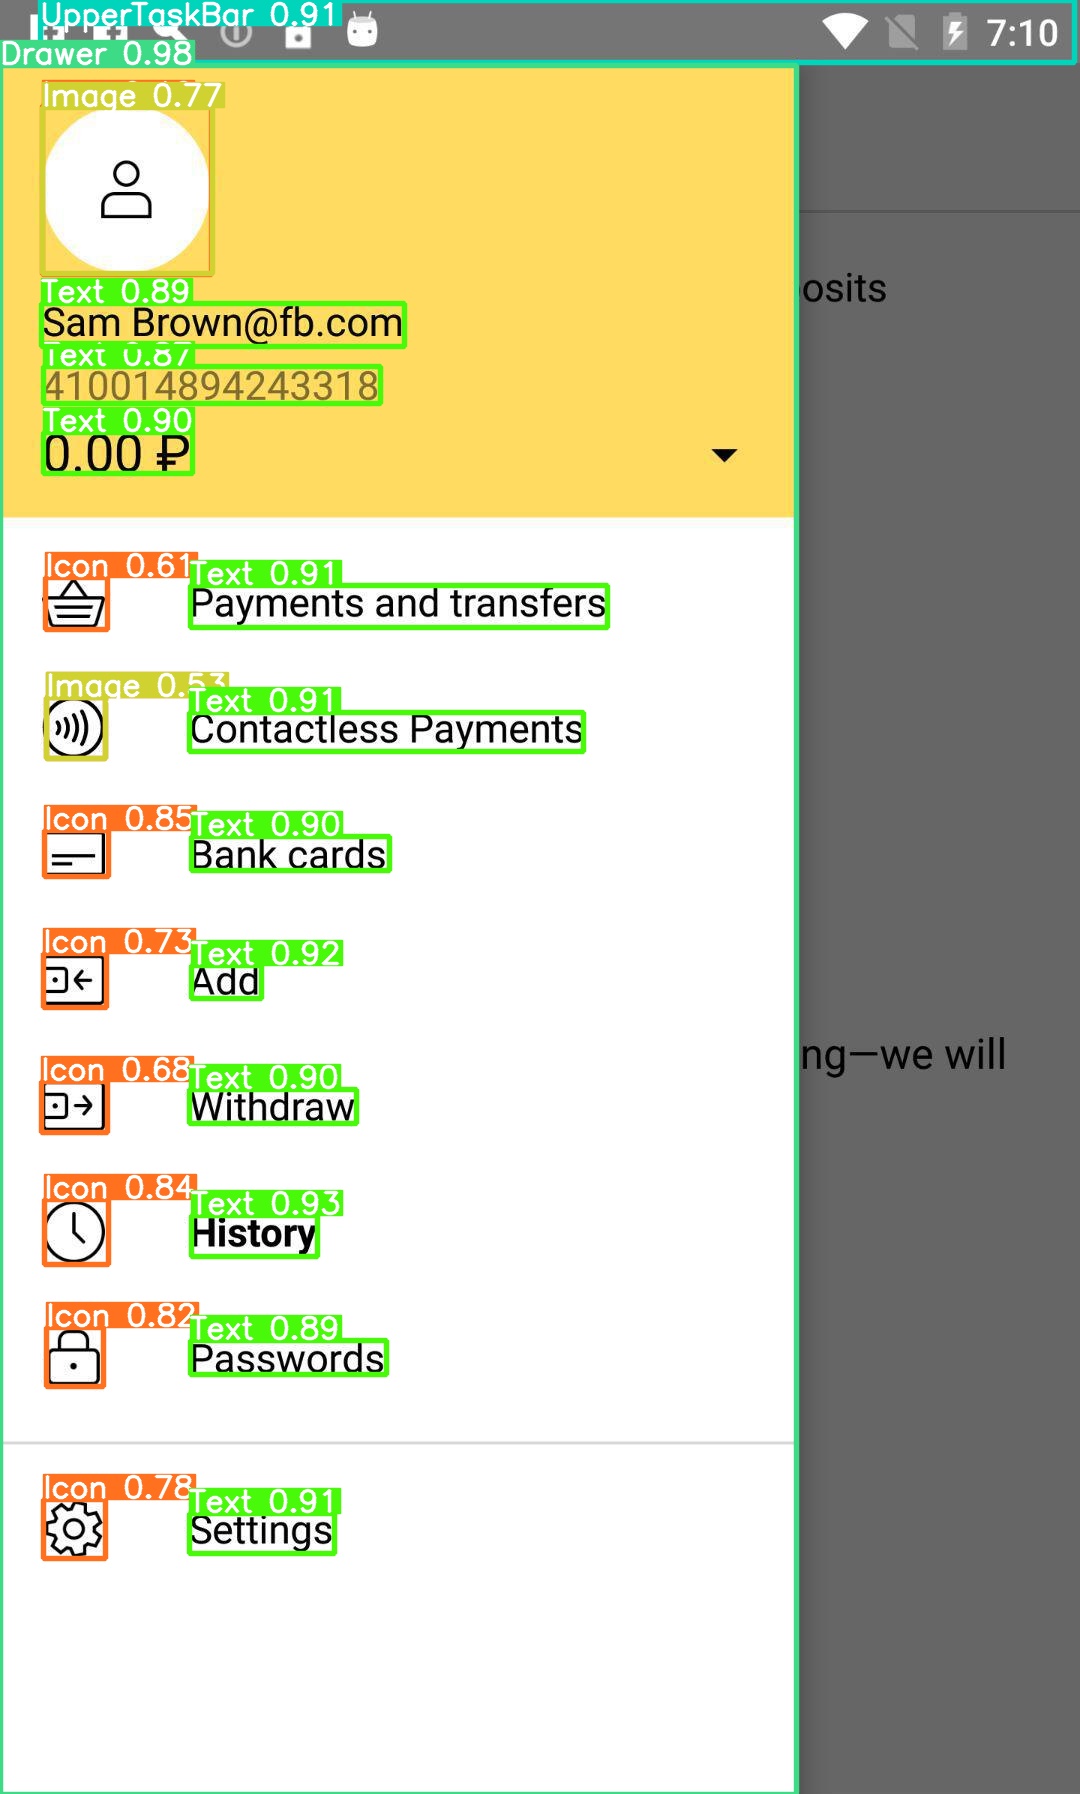 UpperTaskBar 0.91
7:10
Drawer 0.98
Image 0.77
osits
Text 0.89
Sam Brown@fb.com
Text 0.87
410014894243318
Text 0.90
0.00 ₽
Icon 0.61 Text 0.91
Payments and transfers
Image 0.53 Text 0.91
Contactless Payments
Icon 0.85 Text 0.90
Bank cards
Icon 0.73 Text 0.92
Add
ng—we will
Icon 0.68 Text 0.90
Withdraw
Icon 0.84 Text 0.93
History
Icon 0.82 Text 0.89
Passwords
Icon 0.78 Text 0.91
Settings